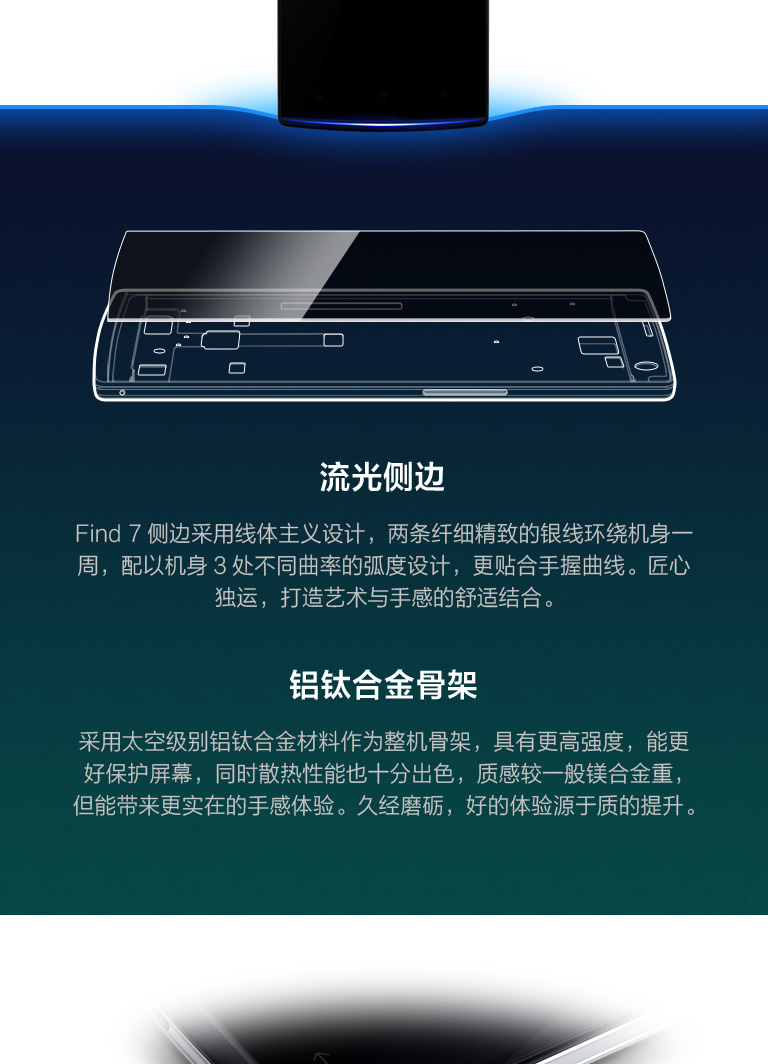 流光侧边
Find 7 侧边采用线体主义设计，两条纤细精致的银线环绕机身一
周，配以机身 3 处不同曲率的弧度设计，更贴合手握曲线。匠心
独运，打造艺术与手感的舒适结合。
铝钛合金骨架
采用太空级别铝钛合金材料作为整机骨架，具有更高强度，能更
好保护屏幕，同时散热性能也十分出色，质感较一般镁合金重，
但能带来更实在的手感体验。久经磨砺，好的体验源于质的提升。